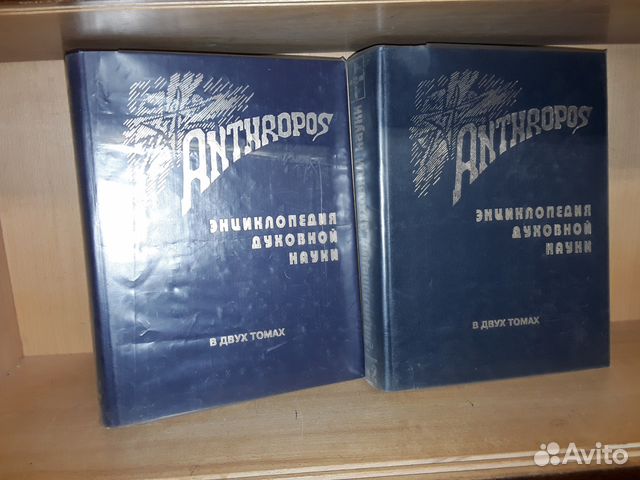 ANTHROPOS
ЭНЦИКЛОПЕДИЯ
ДУХОВНОЙ
НАУКИ
В ДВУХ ТОМАХ
ANTHROPOS
ЭНЦИКЛОПЕДИЯ
ДУХОВНОЙ
НАУКИ
В ДВУХ ТОМАХ
Avito